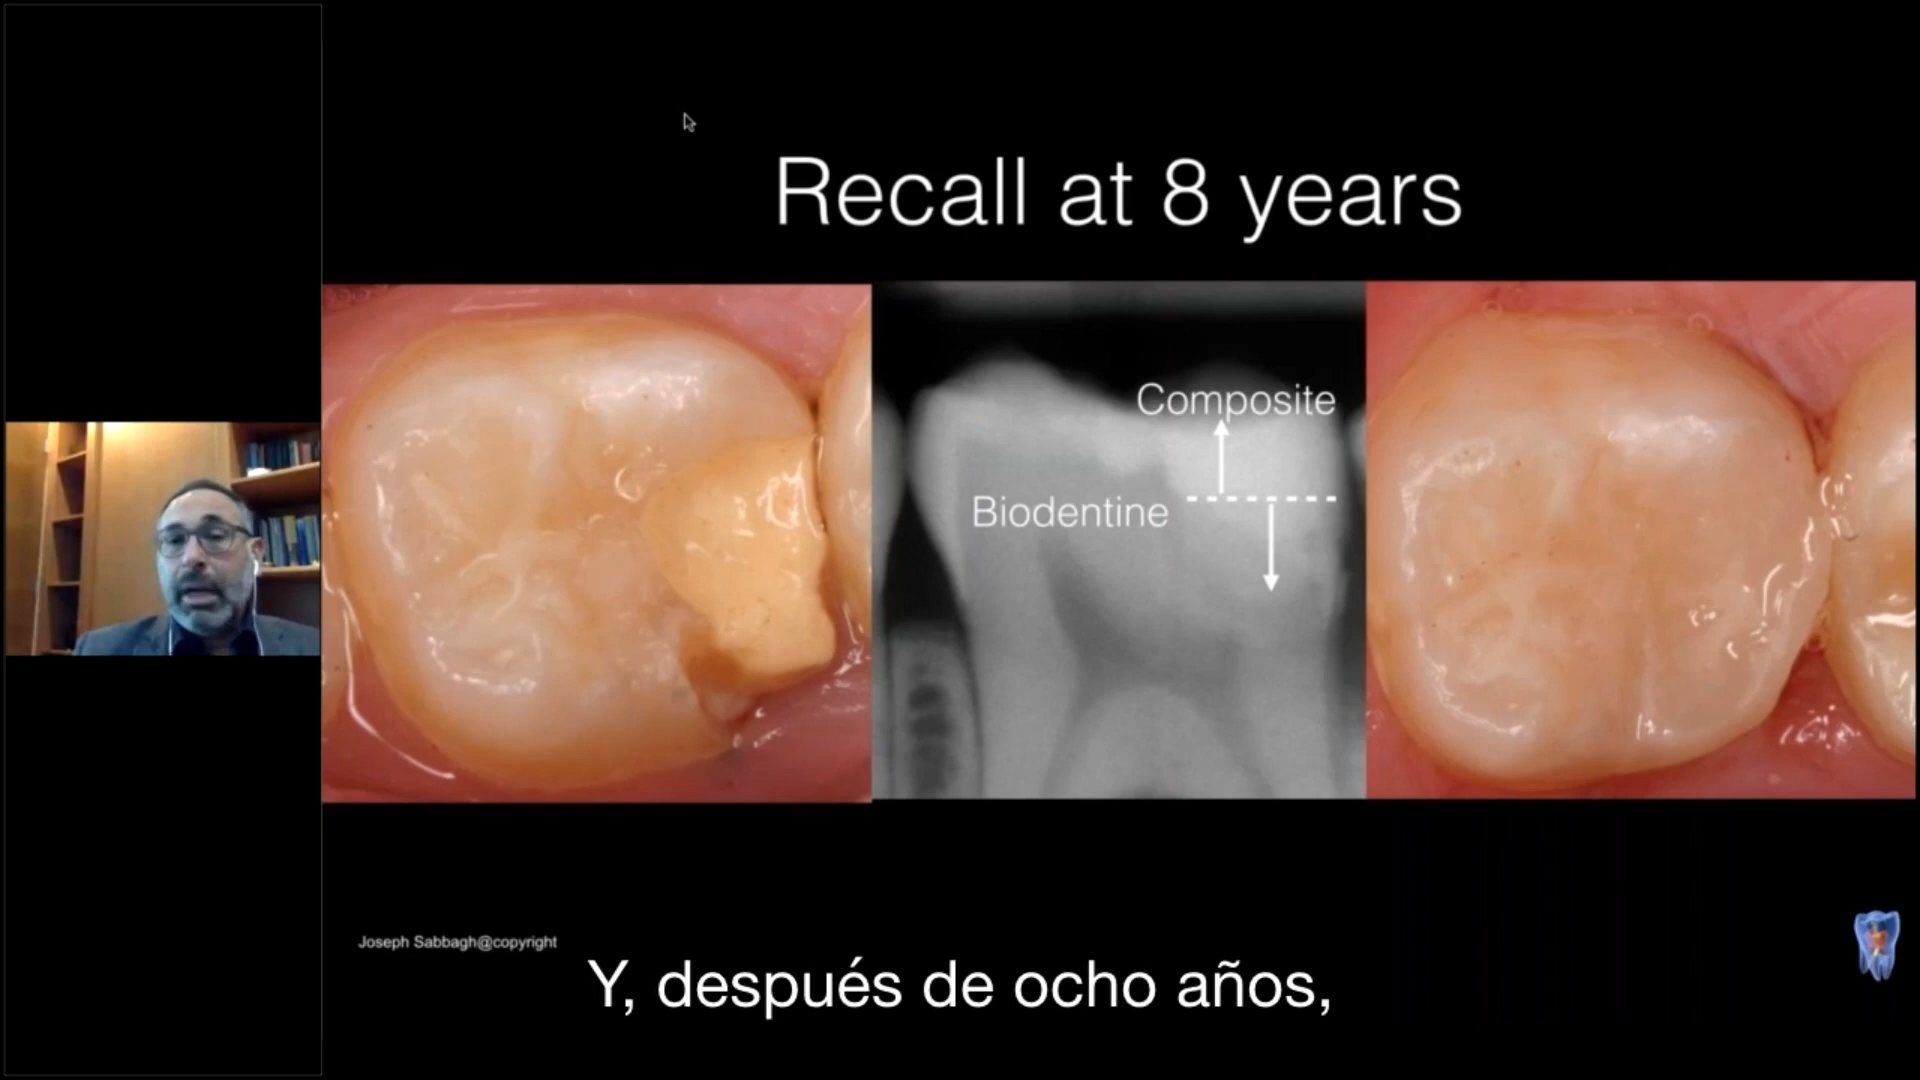 Recall at 8 years
Composite
Biodentine
Joseph Sabbagh@copyright
Y, después de ocho años,